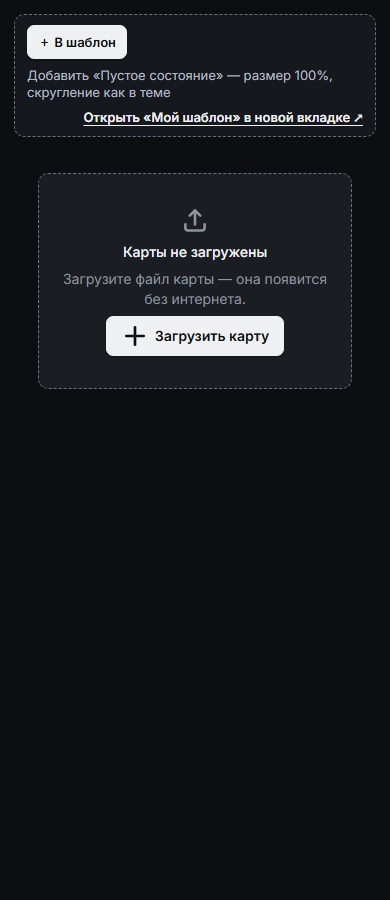 + В шаблон
Добавить «Пустое состояние» — размер 100%,
скругление как в теме
Открыть «Мой шаблон» в новой вкладке ↗
Карты не загружены
Загрузите файл карты — она появится
без интернета.
Загрузить карту